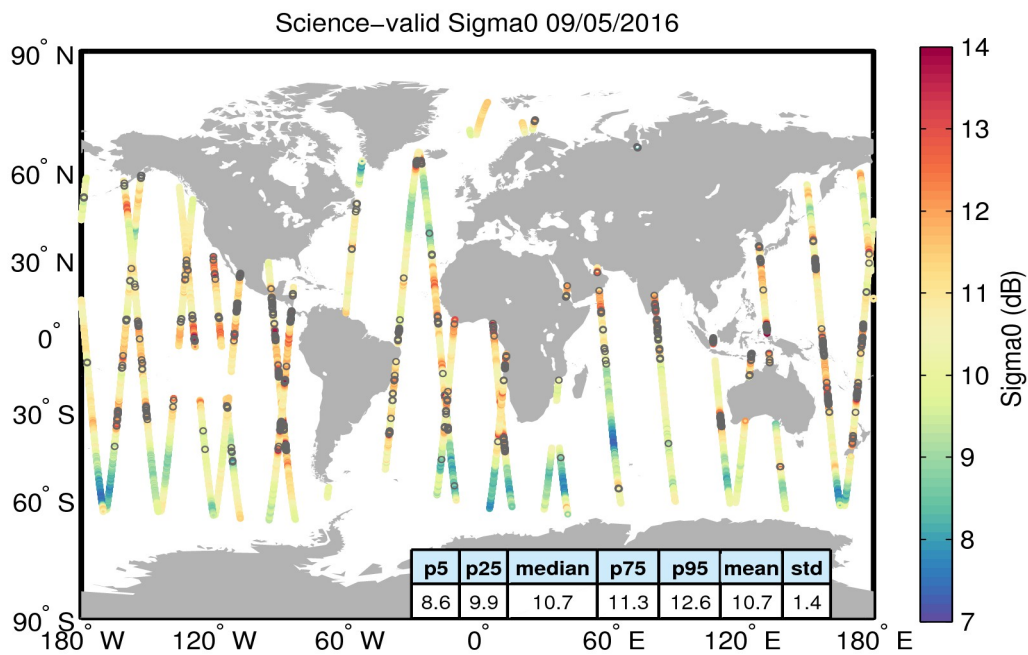 Science−valid Sigma0 09/05/2016
90° N
60° N
30° N
0°
30° S
60° S
90° S
180° W
120° W
60° W
0°
60° E
120° E
180° E
p5 p25 median p75 p95 mean std
8.6 9.9 10.7 11.3 12.6 10.7 1.4
14
13
12
11
10
9
8
7
Sigma0 (dB)